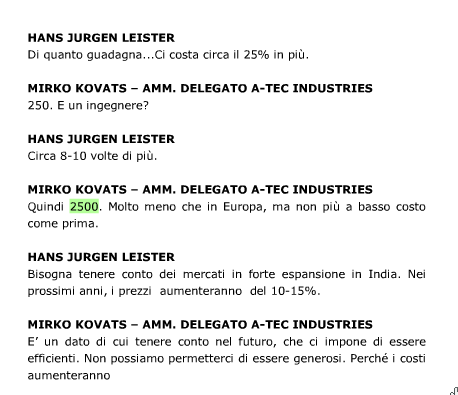 HANS JURGEN LEISTER
Di quanto guadagna...Ci costa circa il 25% in più.
MIRKO KOVATS – AMM. DELEGATO A-TEC INDUSTRIES
250. E un ingegnere?
HANS JURGEN LEISTER
Circa 8-10 volte di più.
MIRKO KOVATS – AMM. DELEGATO A-TEC INDUSTRIES
Quindi 2500. Molto meno che in Europa, ma non più a basso costo
come prima.
HANS JURGEN LEISTER
Bisogna tenere conto dei mercati in forte espansione in India. Nei
prossimi anni, i prezzi aumenteranno del 10-15%.
MIRKO KOVATS – AMM. DELEGATO A-TEC INDUSTRIES
E’ un dato di cui tenere conto nel futuro, che ci impone di essere
efficienti. Non possiamo permetterci di essere generosi. Perché i costi
aumenteranno